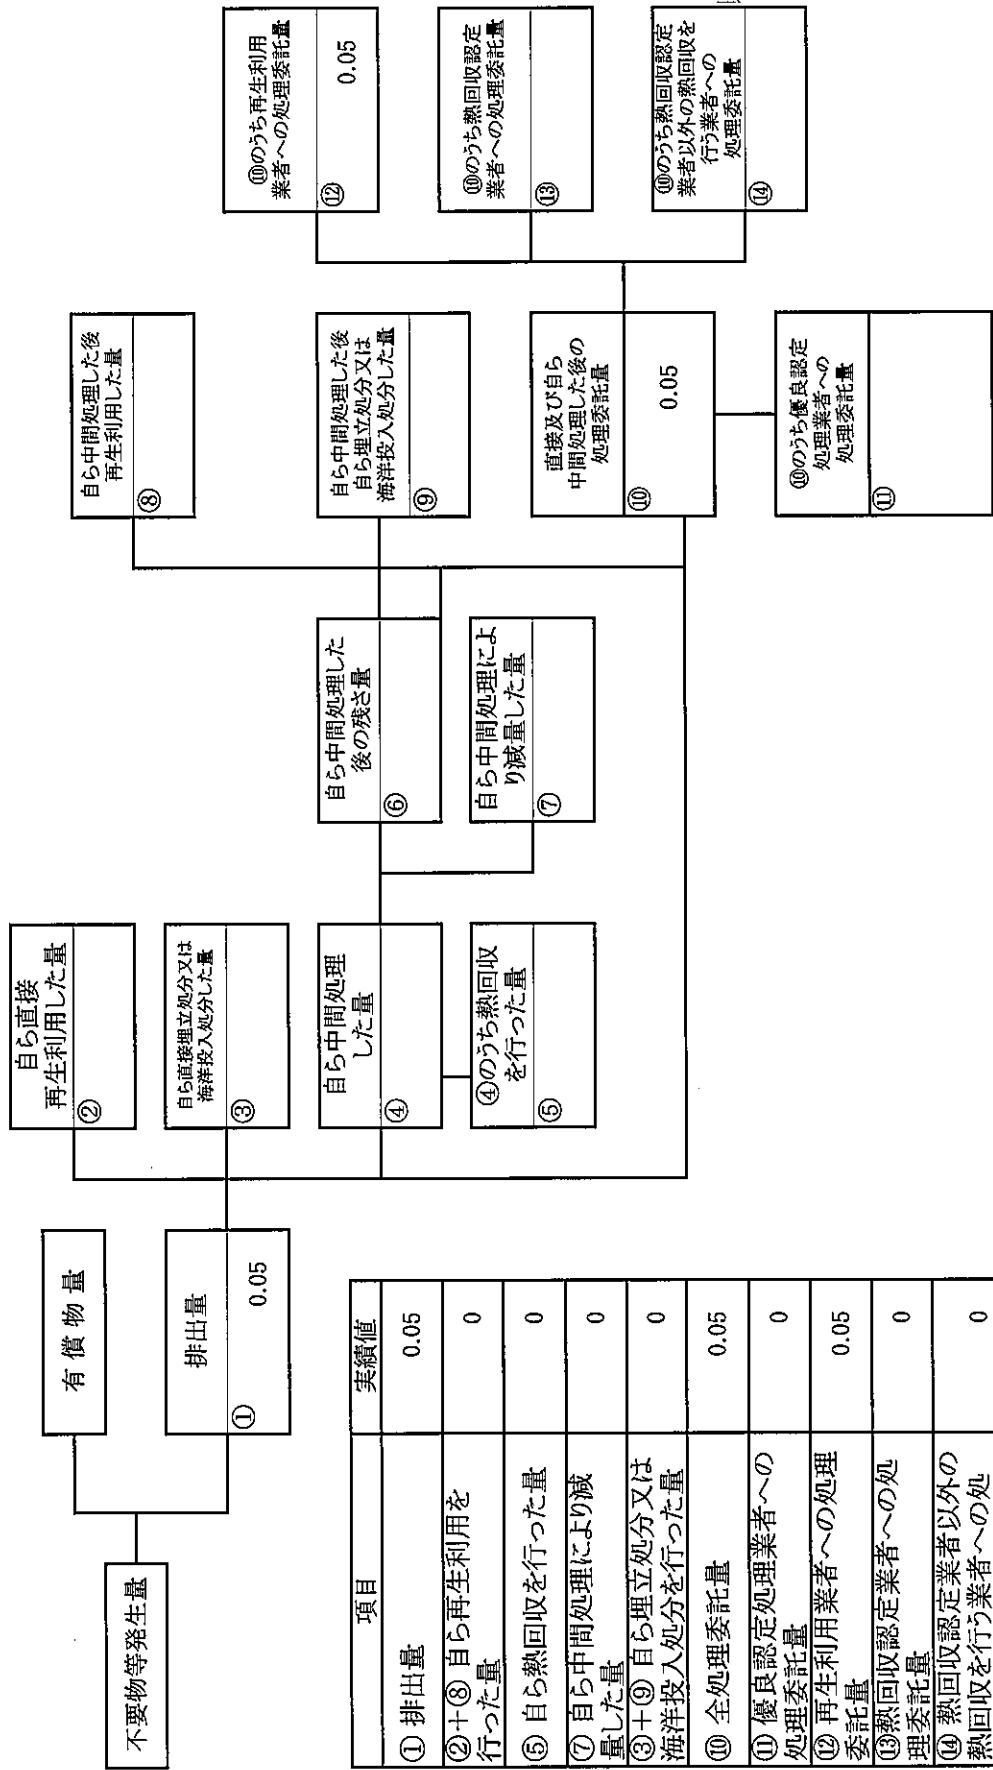 不要物等発生量
有償物量
排出量
①
0.05
自ら直接
再生利用した量
②
自ら直接埋立処分又は
海洋投入処分した量
③
自ら中間処理
した量
④
④のうち熱回収
を行った量
⑤
自ら中間処理した
後の残さ量
⑥
自ら中間処理によ
り減量した量
⑦
自ら中間処理した後
再生利用した量
⑧
自ら中間処理した後
自ら埋立処分又は
海洋投入処分した量
⑨
直接及び自ら
中間処理した後の
処理委託量
⑩
0.05
⑩のうち優良認定
処理業者への
処理委託量
⑪
⑩のうち再生利用
業者への処理委託量
⑫
0.05
⑩のうち熱回収認定
業者への処理委託量
⑬
⑩のうち熱回収認定
業者以外の熱回収を
行う業者への
処理委託量
⑭
項目 実績値
①排出量 0.05
②+⑧ 自ら再生利用を
行った量 0
⑤ 自ら熱回収を行った量 0
⑦ 自ら中間処理により減
量した量 0
③+⑨ 自ら埋立処分又は
海洋投入処分を行った量 0
⑩ 全処理委託量 0.05
⑪ 優良認定処理業者への
処理委託量 0
⑫ 再生利用業者への処理
委託量 0.05
⑬熱回収認定業者への処
理委託量 0
⑭ 熱回収認定業者以外の
熱回収を行う業者への処 0